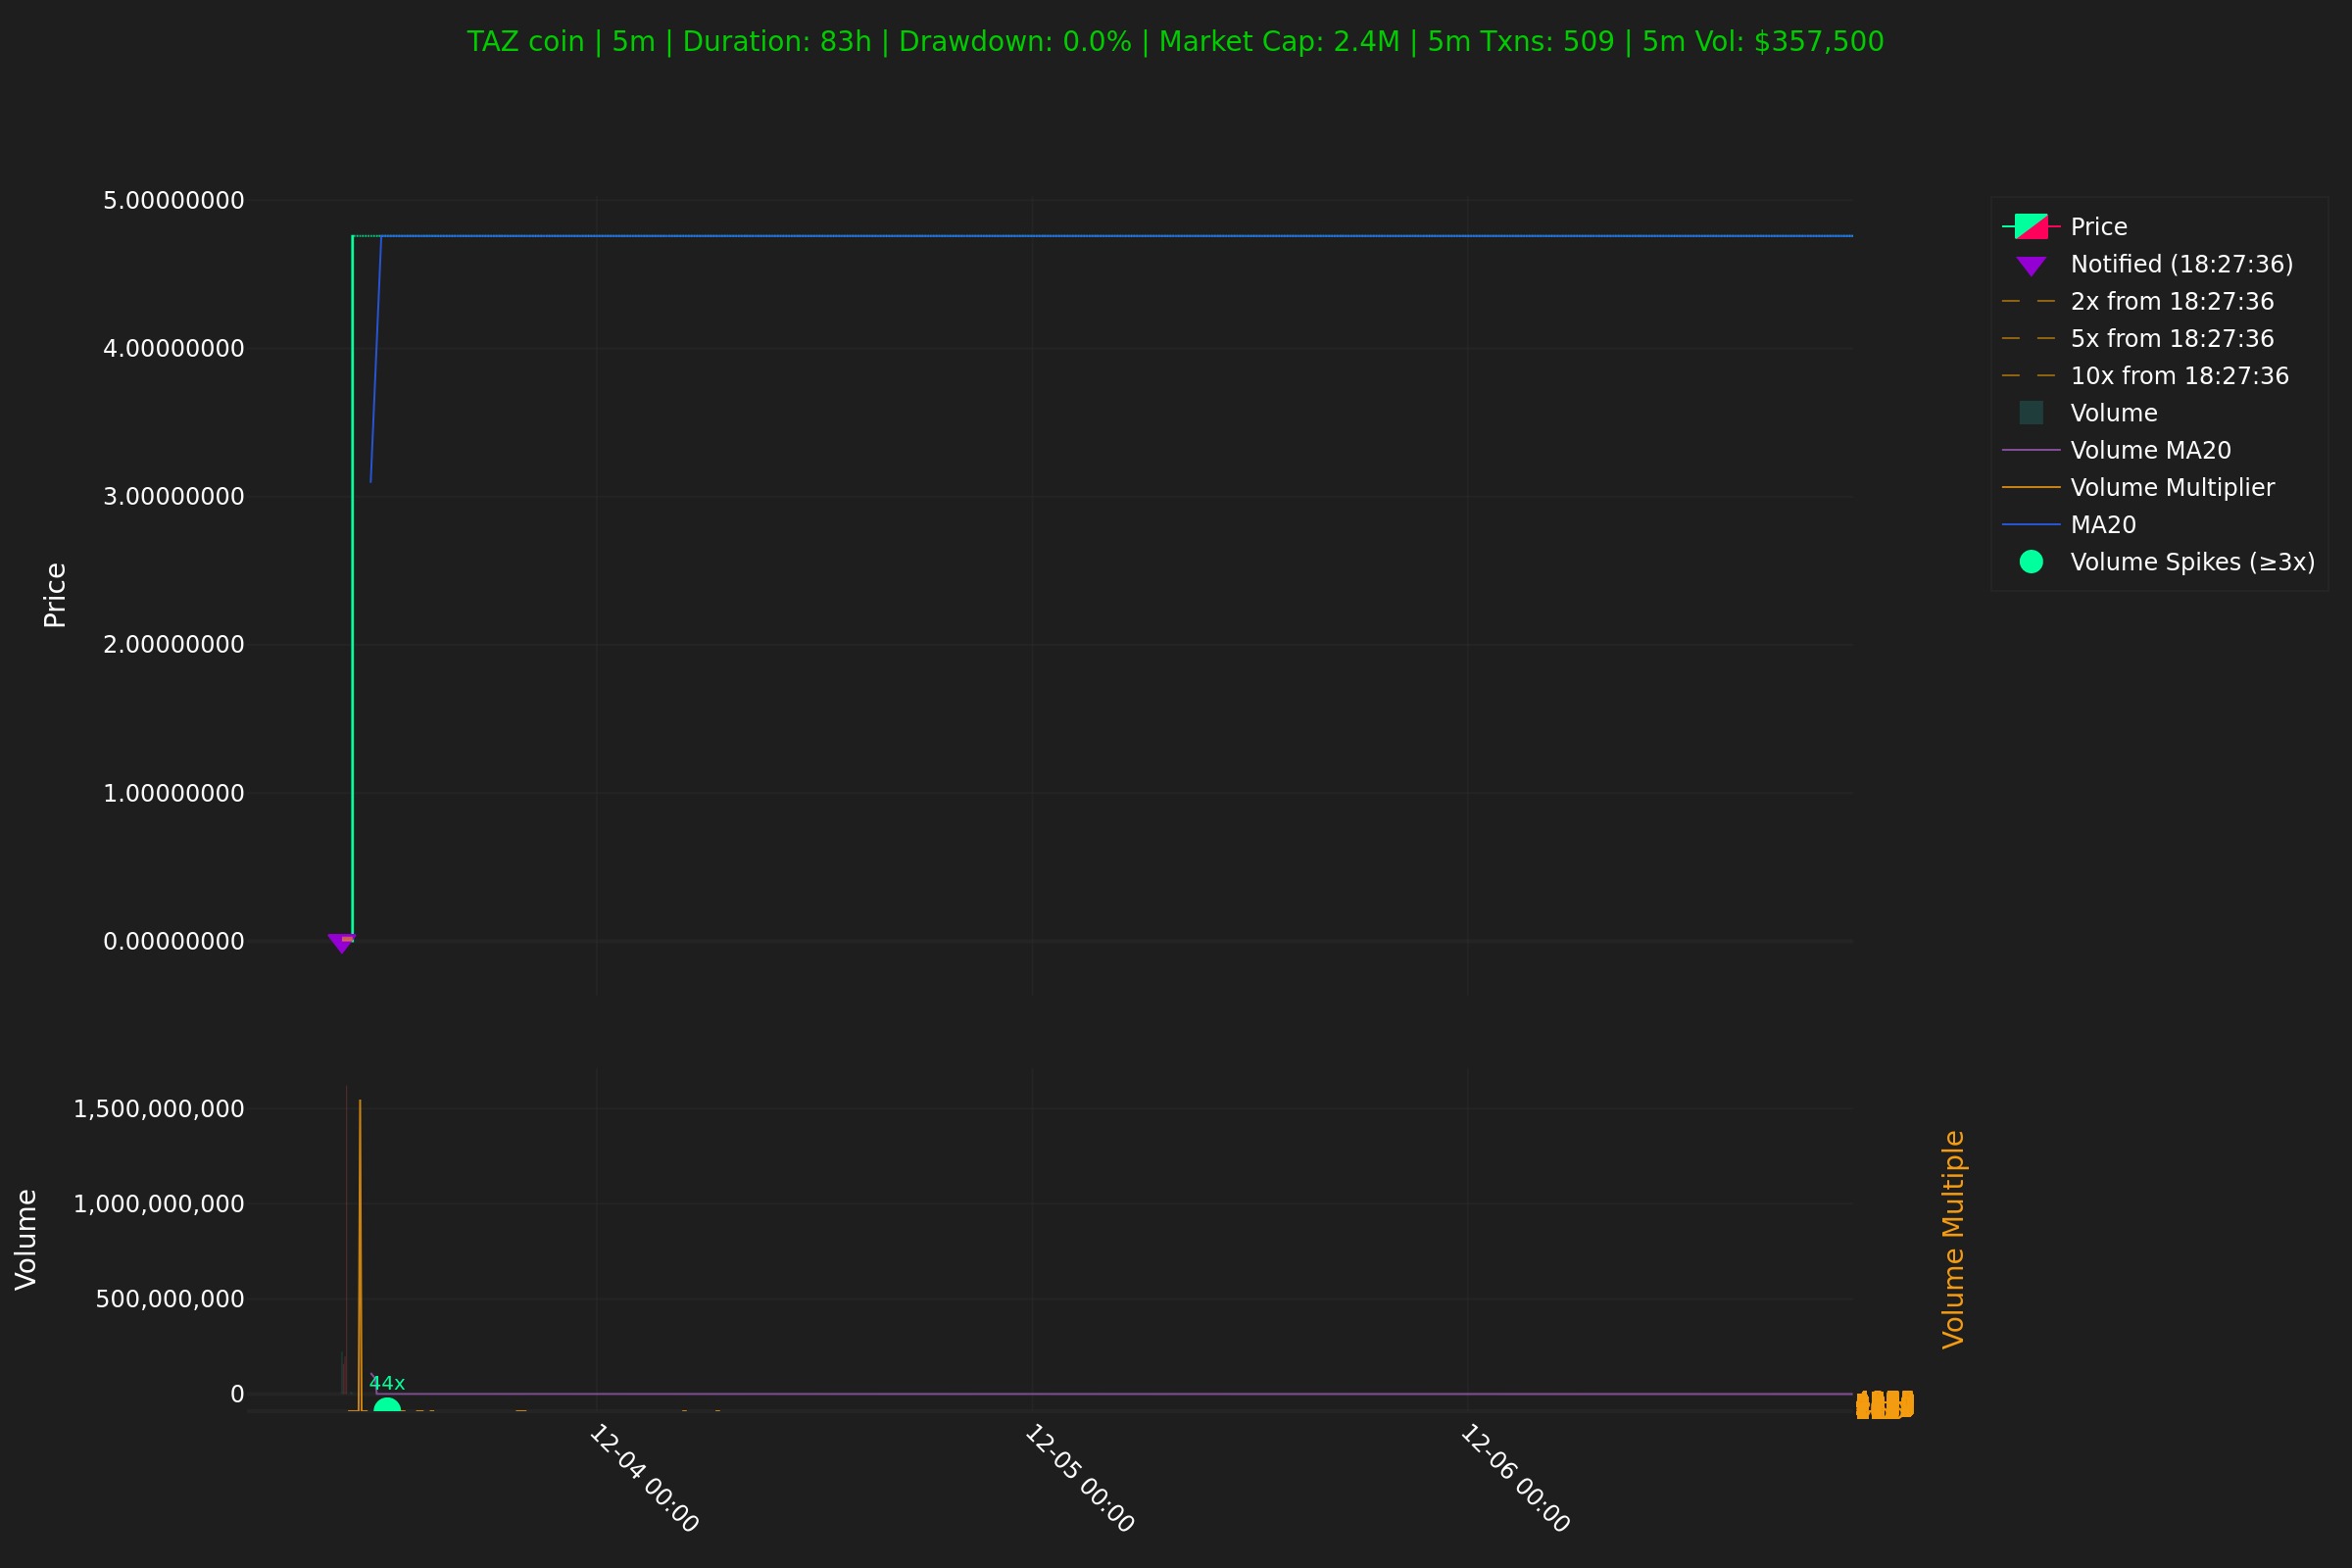 TAZ coin | 5m | Duration: 83h | Drawdown: 0.0% | Market Cap: 2.4M | 5m Txns: 509 | 5m Vol: $357,500
5.00000000
4.00000000
3.00000000
2.00000000
1.00000000
0.00000000
Price
Price
Notified (18:27:36)
2x from 18:27:36
5x from 18:27:36
10x from 18:27:36
Volume
Volume MA20
Volume Multiplier
MA20
Volume Spikes (≥3x)
1,500,000,000
1,000,000,000
500,000,000
0
Volume
44x
Volume Multiple
12-04 00:00
12-05 00:00
12-06 00:00